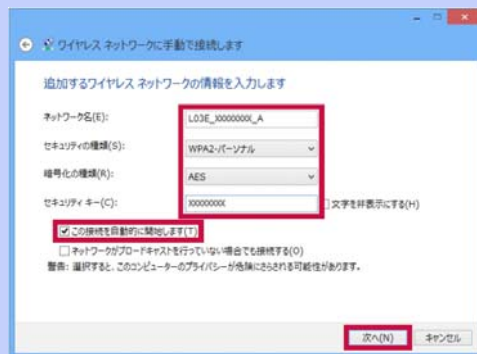 ワイヤレス ネットワークに手動で接続します
追加するワイヤレス ネットワークの情報を入力します
ネットワーク名(E):
L03E_XXXXXXXX_A
セキュリティの種類(S):
WPA2-パーソナル
暗号化の種類(R):
AES
セキュリティ キー(C):
XXXXXXXX
文字を非表示にする(H)
この接続を自動的に開始します(T)
ネットワークがブロードキャストを行っていない場合でも接続する(O)
警告: 選択すると、このコンピューターのプライバシーが危険にさらされる可能性があります。
次へ(N)
キャンセル